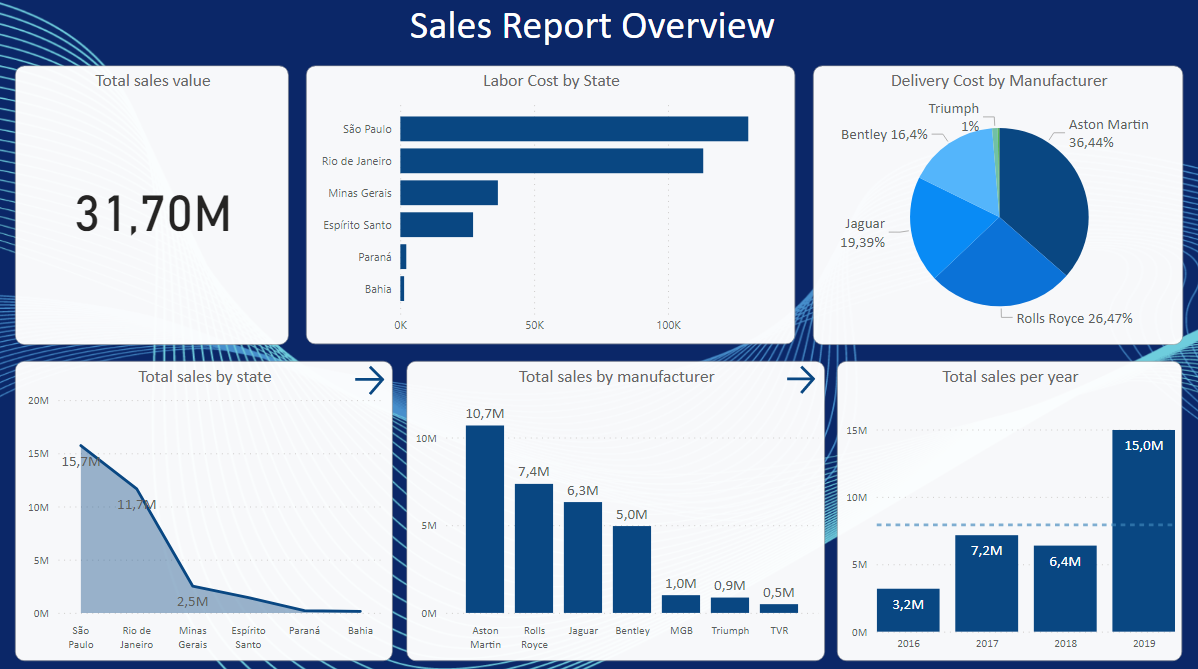 Sales Report Overview
Total sales value
31,70M
Labor Cost by State
São Paulo
Rio de Janeiro
Minas Gerais
Espírito Santo
Paraná
Bahia
0K
50K
100K
Delivery Cost by Manufacturer
Triumph
1%
Bentley 16,4%
Aston Martin
36,44%
Jaguar
19,39%
Rolls Royce 26,47%
Total sales by state
20M
15M
10M
5M
0M
15,7M
11,7M
2,5M
São
Paulo
Rio de
Janeiro
Minas
Gerais
Espírito
Santo
Paraná
Bahia
Total sales by manufacturer
10M
5M
0M
10,7M
7,4M
6,3M
5,0M
1,0M
0,9M
0,5M
Aston
Martin
Rolls
Royce
Jaguar
Bentley
MGB
Triumph
TVR
Total sales per year
15M
10M
5M
0M
3,2M
7,2M
6,4M
15,0M
2016
2017
2018
2019